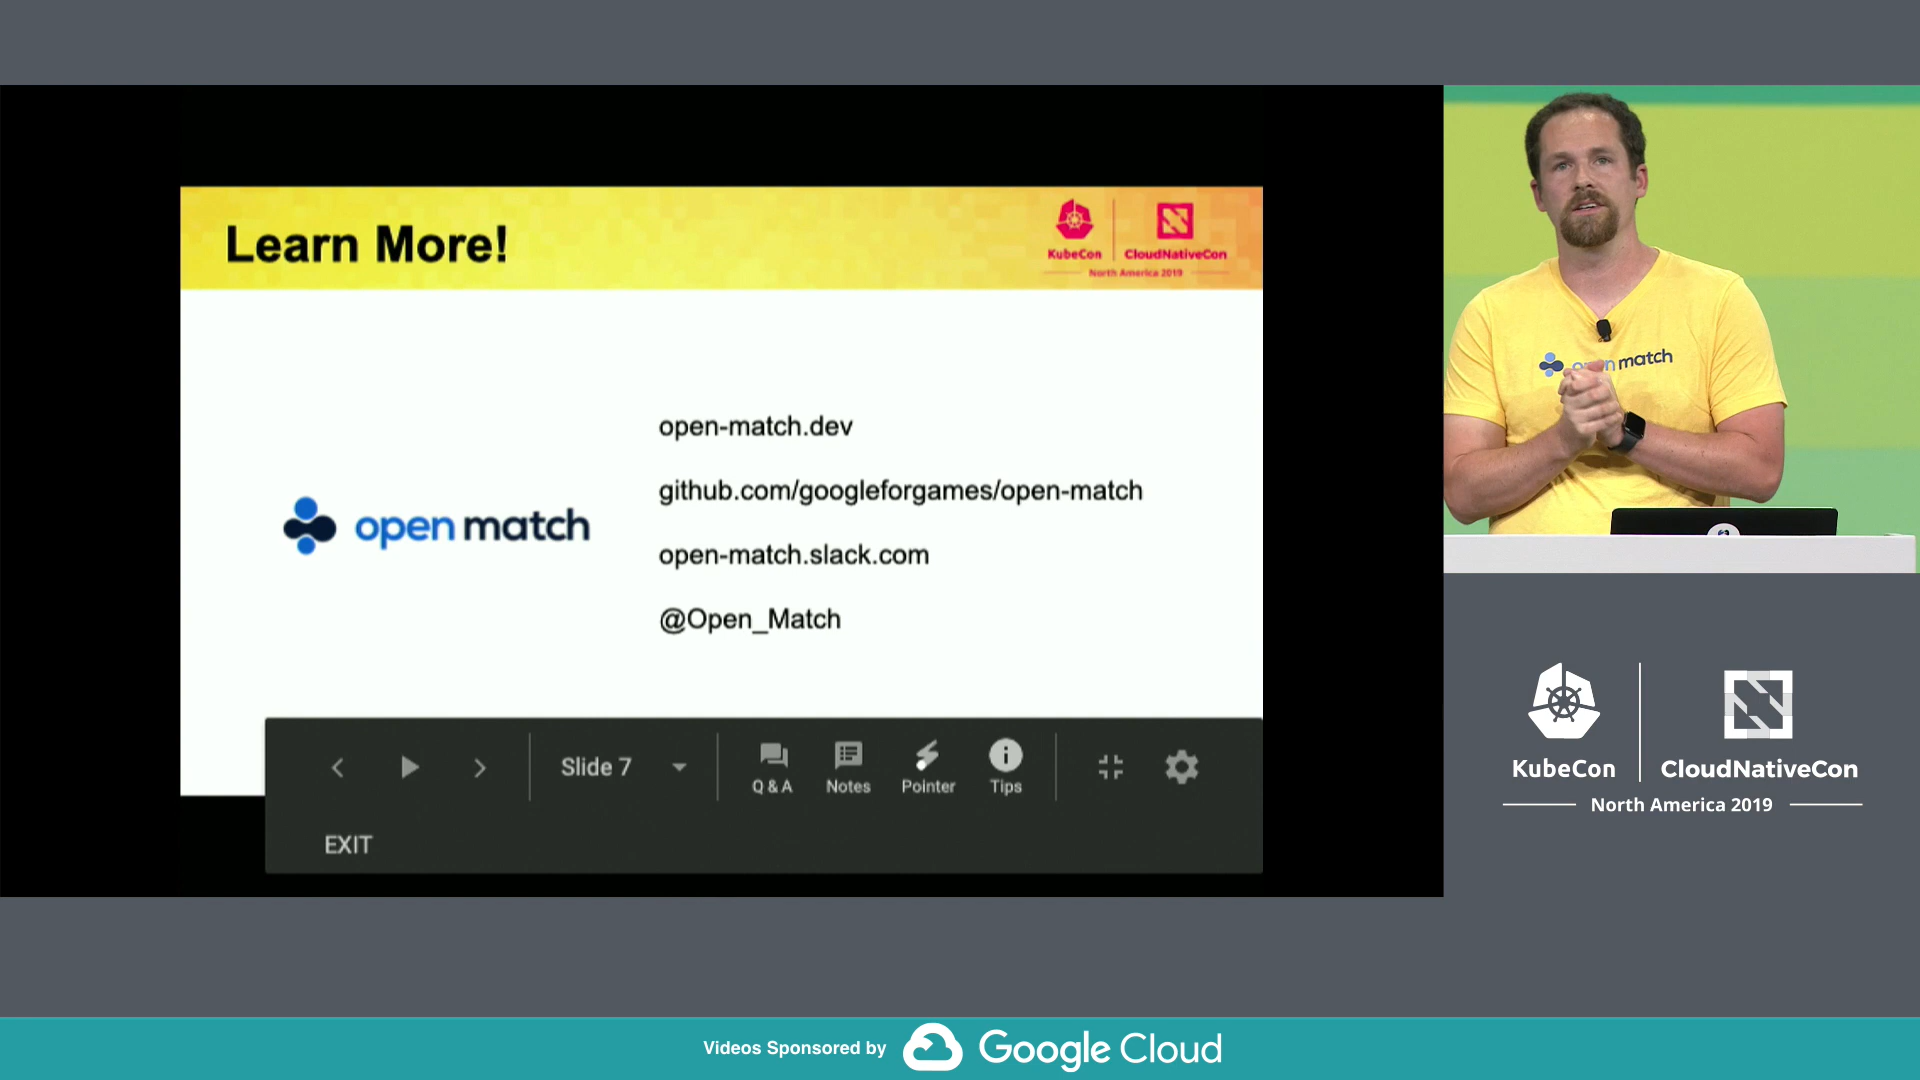 Learn More!
KubeCon
CloudNativeCon
North America 2019
open match
open-match.dev
github.com/googleforgames/open-match
open-match.slack.com
@Open_Match
Slide 7
Q & A
Notes
Pointer
Tips
EXIT
match
KubeCon
CloudNativeCon
North America 2019
Videos Sponsored by
Google Cloud